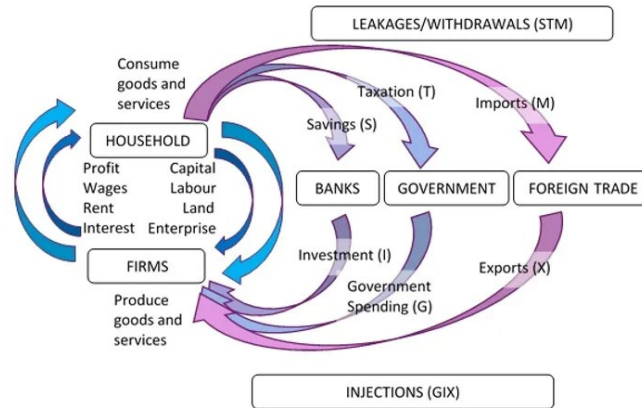 LEAKAGES/WITHDRAWALS (STM)
Consume
goods and
services
Taxation (T)
Imports (M)
Savings (S)
HOUSEHOLD
Profit Capital
Wages Labour
Rent Land
Interest Enterprise
BANKS
GOVERNMENT
FOREIGN TRADE
FIRMS
Investment (I)
Exports (X)
Government
Spending (G)
Produce
goods and
services
INJECTIONS (GIX)